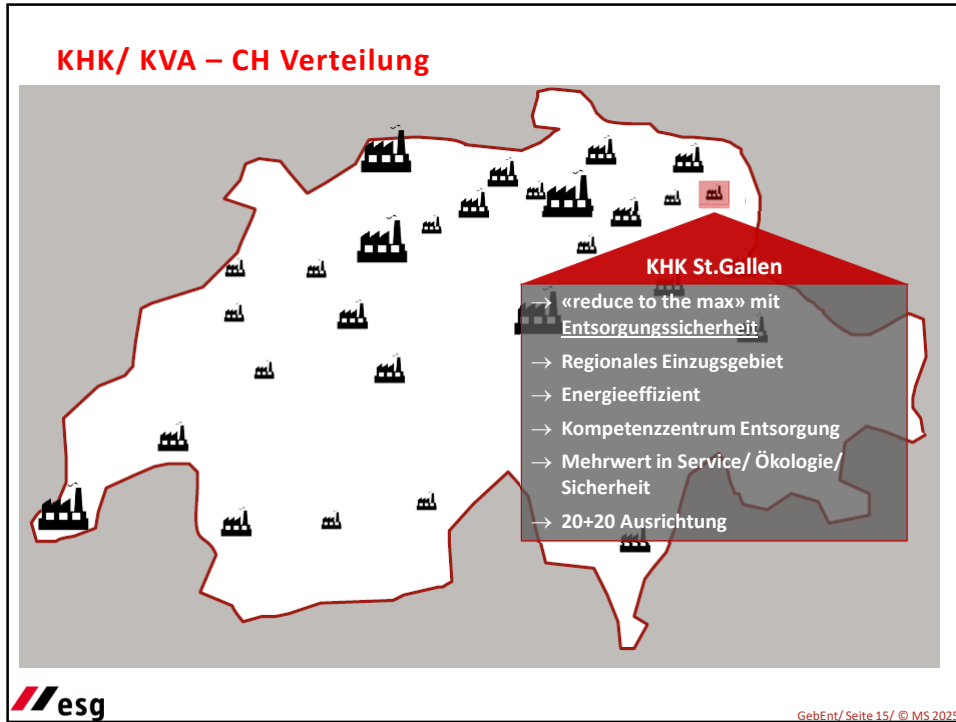 KHK/ KVA – CH Verteilung
KHK St.Gallen
→ «reduce to the max» mit
Entsorgungssicherheit
→ Regionales Einzugsgebiet
→ Energieeffizient
→ Kompetenzzentrum Entsorgung
→ Mehrwert in Service/ Ökologie/
Sicherheit
→ 20+20 Ausrichtung
esg
GebEnt/ Seite 15/ © MS 2025